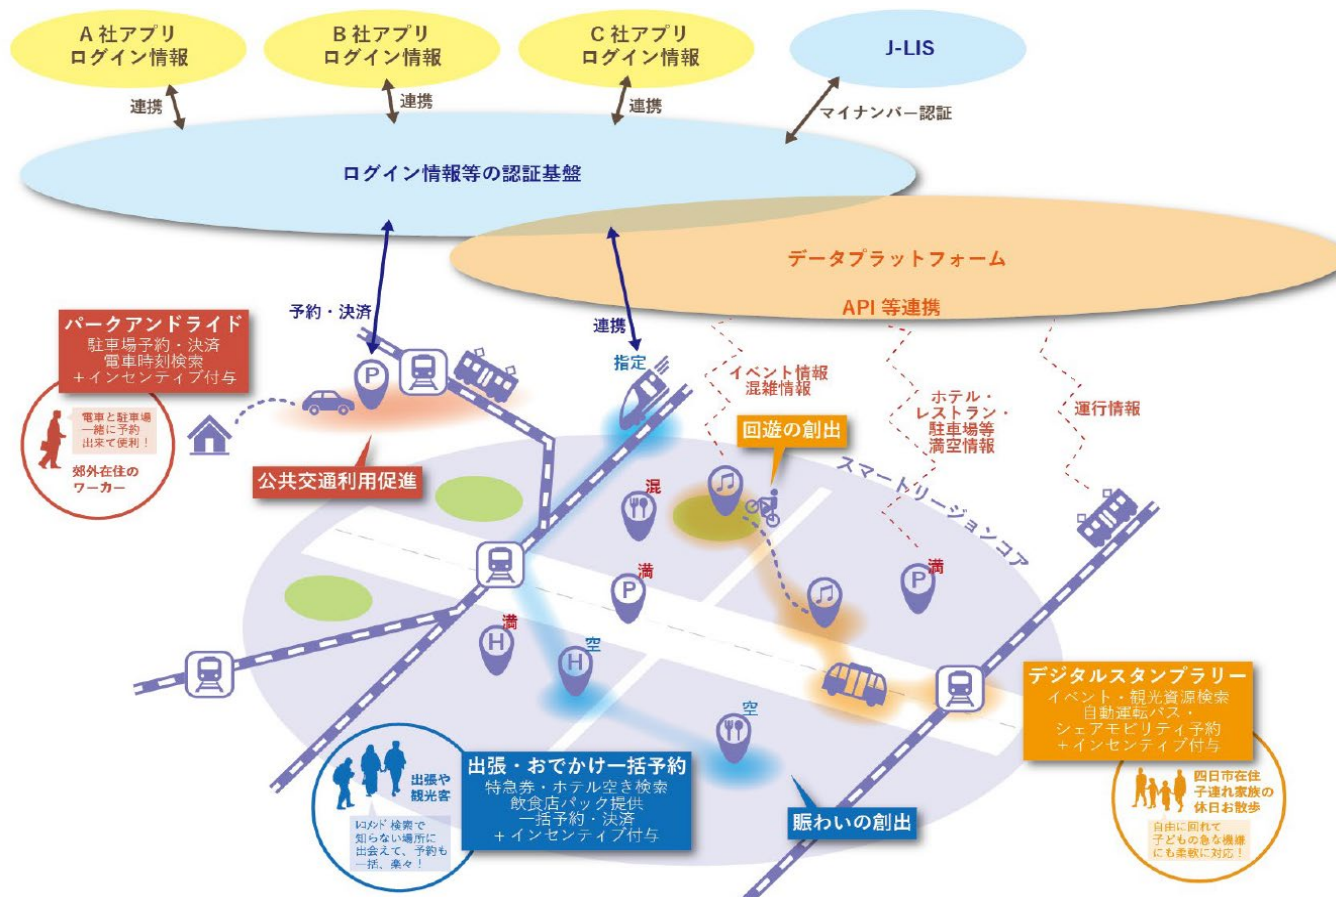 A 社アプリ
ログイン情報
B 社アプリ
ログイン情報
C 社アプリ
ログイン情報
J-LIS
連携
連携
連携
マイナンバー認証
ログイン情報等の認証基盤
データプラットフォーム
API 等連携
予約・決済
連携
指定
パークアンドライド
駐車場予約・決済
電車時刻検索
＋インセンティブ付与
電車と駐車場
一緒に予約
出来て便利！
郊外在住の
ワーカー
P
公共交通利用促進
イベント情報
混雑情報
ホテル・
レストラン・
駐車場等
満空情報
運行情報
回遊の創出
スマートリージョンコア
混
満
P
満
P
満
H
空
H
空
デジタルスタンプラリー
イベント・観光資源検索
自動運転バス・
シェアモビリティ予約
＋インセンティブ付与
四日市在住
子連れ家族の
休日お散歩
自由に回れて
子どもの急な機嫌
にも柔軟に対応！
出張や
観光客
レコメンド検索で
知らない場所に
出会えて、予約も
一括、楽々！
出張・おでかけ一括予約
特急券・ホテル空き検索
飲食店パック提供
一括予約・決済
＋インセンティブ付与
賑わいの創出